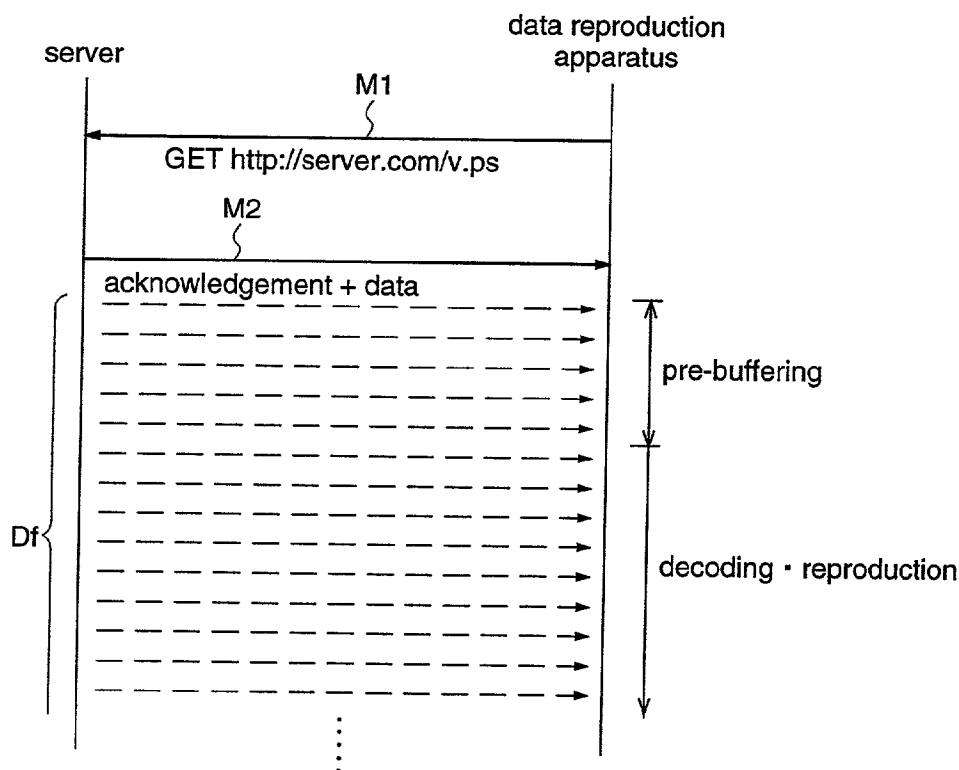 server
data reproduction
apparatus
M1
GET http://server.com/v.ps
M2
acknowledgement + data
pre-buffering
Df
decoding・reproduction